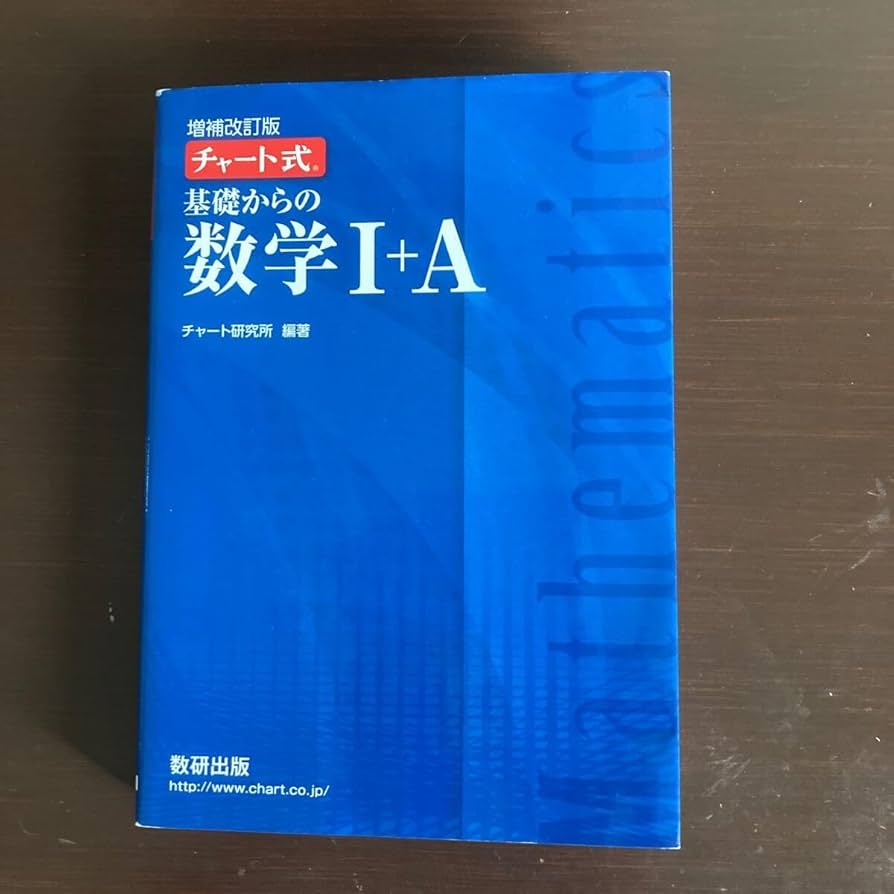 増補改訂版
チャート式®
基礎からの
数学I+A
チャート研究所 編著
Mathematics
数研出版
http://www.chart.co.jp/